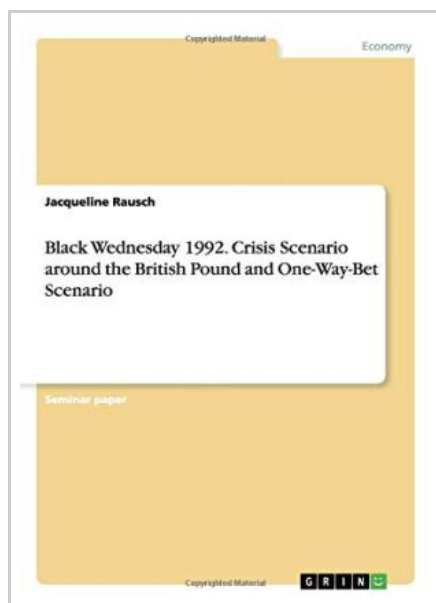 Copyrighted Material
Economy
Jacqueline Rausch
Black Wednesday 1992. Crisis Scenario
around the British Pound and One-Way-Bet
Scenario
Seminar paper
Copyrighted Material
GRIN